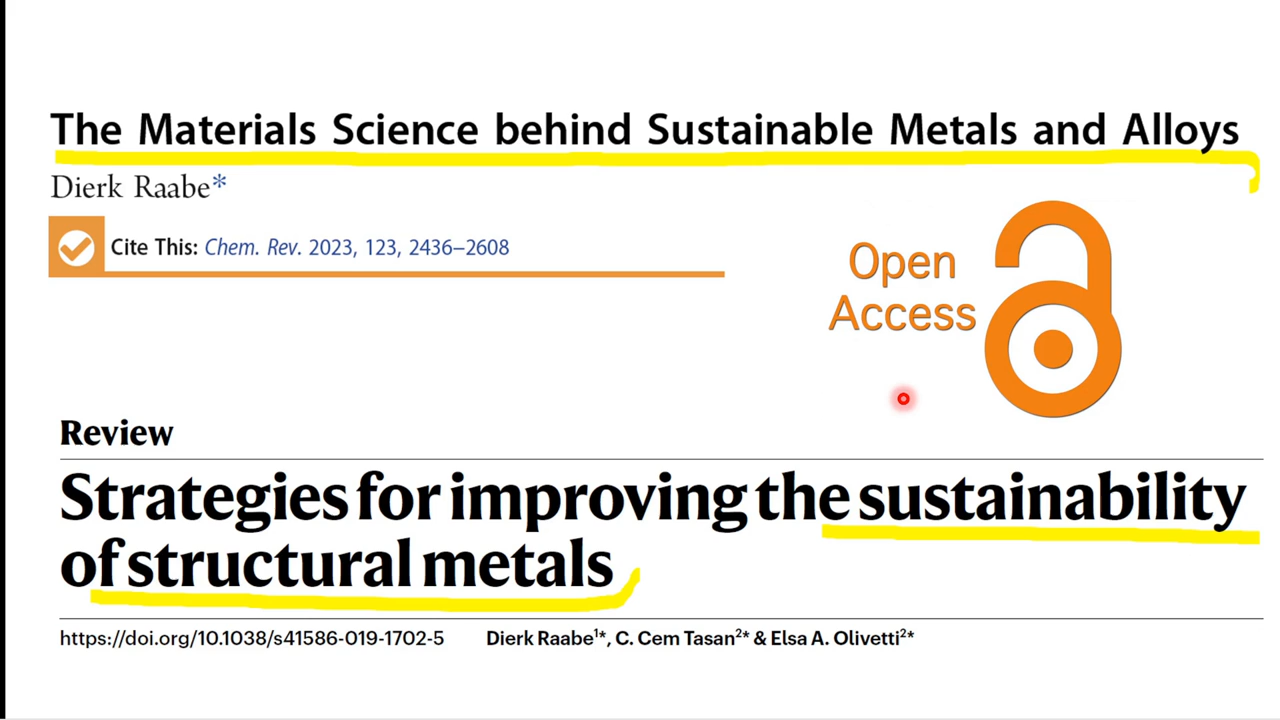 The Materials Science behind Sustainable Metals and Alloys
Dierk Raabe*
Cite This: Chem. Rev. 2023, 123, 2436–2608
Open
Access
Review
Strategies for improving the sustainability
of structural metals
https://doi.org/10.1038/s41586-019-1702-5 Dierk Raabe¹*, C. Cem Tasan²* & Elsa A. Olivetti²*